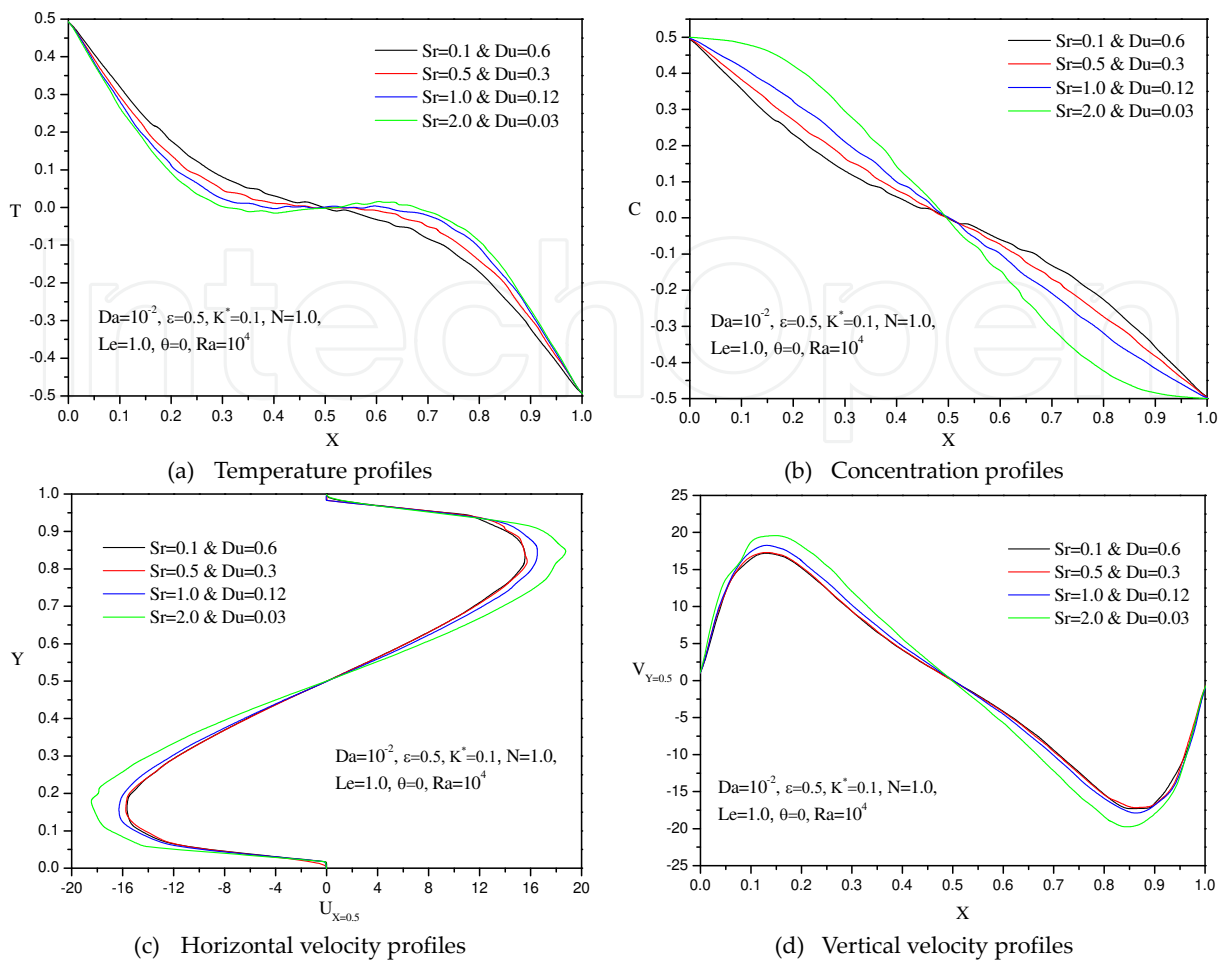 0.5
0.4
0.3
0.2
0.1
0.0
-0.1
-0.2
-0.3
-0.4
-0.5
T
Sr=0.1 & Du=0.6
Sr=0.5 & Du=0.3
Sr=1.0 & Du=0.12
Sr=2.0 & Du=0.03
Da=10⁻², ε=0.5, K*=0.1, N=1.0,
Le=1.0, θ=0, Ra=10⁴
0.0 0.1 0.2 0.3 0.4 0.5 0.6 0.7 0.8 0.9 1.0
X
(a) Temperature profiles
0.5
0.4
0.3
0.2
0.1
0.0
-0.1
-0.2
-0.3
-0.4
-0.5
C
Sr=0.1 & Du=0.6
Sr=0.5 & Du=0.3
Sr=1.0 & Du=0.12
Sr=2.0 & Du=0.03
Da=10⁻², ε=0.5, K*=0.1, N=1.0,
Le=1.0, θ=0, Ra=10⁴
0.0 0.1 0.2 0.3 0.4 0.5 0.6 0.7 0.8 0.9 1.0
X
(b) Concentration profiles
IntechOpen
1.0
0.9
0.8
0.7
0.6
0.5
0.4
0.3
0.2
0.1
0.0
Y
Sr=0.1 & Du=0.6
Sr=0.5 & Du=0.3
Sr=1.0 & Du=0.12
Sr=2.0 & Du=0.03
Da=10⁻², ε=0.5, K*=0.1, N=1.0,
Le=1.0, θ=0, Ra=10⁴
-20 -16 -12 -8 -4 0 4 8 12 16 20
U X=0.5
(c) Horizontal velocity profiles
25
20
15
10
5
0
-5
-10
-15
-20
-25
V Y=0.5
Sr=0.1 & Du=0.6
Sr=0.5 & Du=0.3
Sr=1.0 & Du=0.12
Sr=2.0 & Du=0.03
Da=10⁻², ε=0.5, K*=0.1, N=1.0,
Le=1.0, θ=0, Ra=10⁴
0.0 0.1 0.2 0.3 0.4 0.5 0.6 0.7 0.8 0.9 1.0
X
(d) Vertical velocity profiles